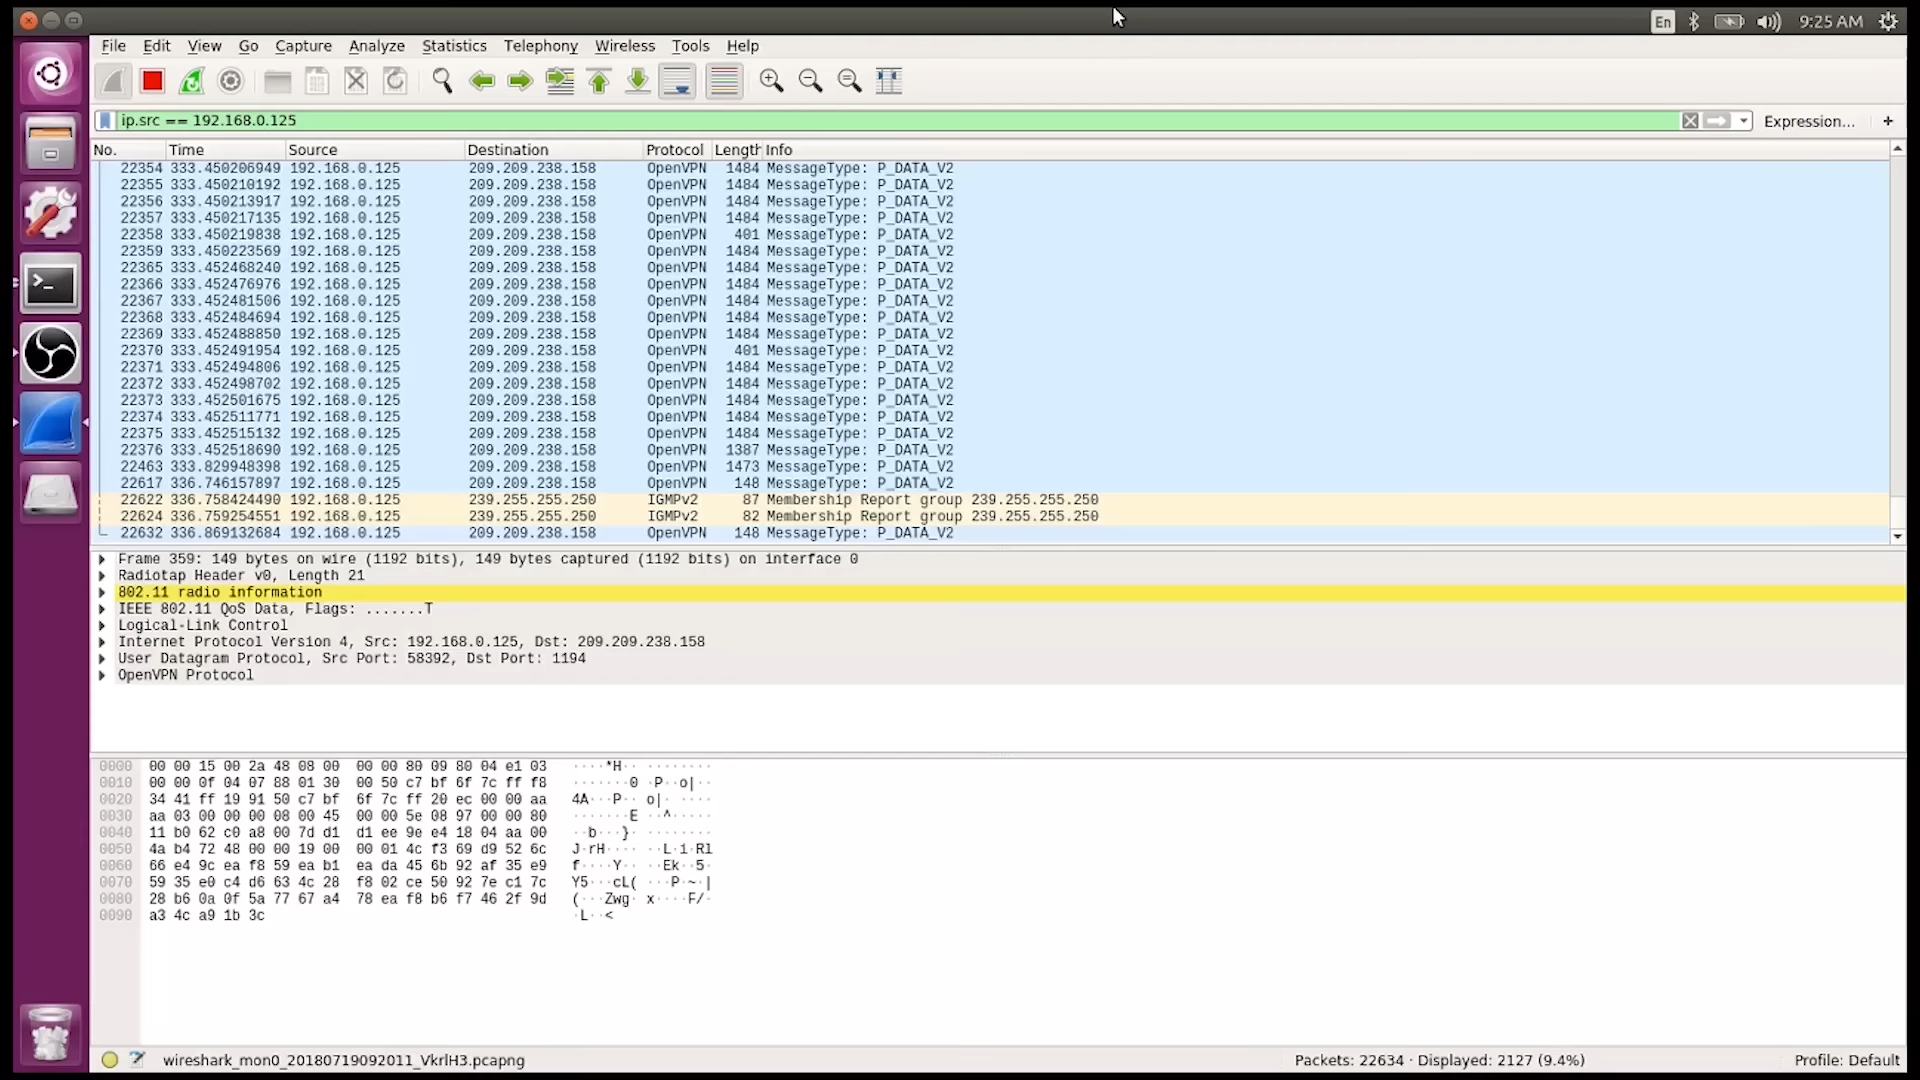 En 9:25 AM
File Edit View Go Capture Analyze Statistics Telephony Wireless Tools Help
ip.src == 192.168.0.125 Expression... +
No. Time Source Destination Protocol Length Info
22354 333.450206949 192.168.0.125 209.209.238.158 OpenVPN 1484 MessageType: P_DATA_V2
22355 333.450210192 192.168.0.125 209.209.238.158 OpenVPN 1484 MessageType: P_DATA_V2
22356 333.450213917 192.168.0.125 209.209.238.158 OpenVPN 1484 MessageType: P_DATA_V2
22357 333.450217135 192.168.0.125 209.209.238.158 OpenVPN 1484 MessageType: P_DATA_V2
22358 333.450219838 192.168.0.125 209.209.238.158 OpenVPN 401 MessageType: P_DATA_V2
22359 333.450223569 192.168.0.125 209.209.238.158 OpenVPN 1484 MessageType: P_DATA_V2
22365 333.452468240 192.168.0.125 209.209.238.158 OpenVPN 1484 MessageType: P_DATA_V2
22366 333.452476976 192.168.0.125 209.209.238.158 OpenVPN 1484 MessageType: P_DATA_V2
22367 333.452481506 192.168.0.125 209.209.238.158 OpenVPN 1484 MessageType: P_DATA_V2
22368 333.452484694 192.168.0.125 209.209.238.158 OpenVPN 1484 MessageType: P_DATA_V2
22369 333.452488850 192.168.0.125 209.209.238.158 OpenVPN 1484 MessageType: P_DATA_V2
22370 333.452491954 192.168.0.125 209.209.238.158 OpenVPN 401 MessageType: P_DATA_V2
22371 333.452494806 192.168.0.125 209.209.238.158 OpenVPN 1484 MessageType: P_DATA_V2
22372 333.452498702 192.168.0.125 209.209.238.158 OpenVPN 1484 MessageType: P_DATA_V2
22373 333.452501675 192.168.0.125 209.209.238.158 OpenVPN 1484 MessageType: P_DATA_V2
22374 333.452511771 192.168.0.125 209.209.238.158 OpenVPN 1484 MessageType: P_DATA_V2
22375 333.452515132 192.168.0.125 209.209.238.158 OpenVPN 1484 MessageType: P_DATA_V2
22376 333.452518690 192.168.0.125 209.209.238.158 OpenVPN 1387 MessageType: P_DATA_V2
22463 333.829948398 192.168.0.125 209.209.238.158 OpenVPN 1473 MessageType: P_DATA_V2
22617 336.746157897 192.168.0.125 209.209.238.158 OpenVPN 148 MessageType: P_DATA_V2
22622 336.758424490 192.168.0.125 239.255.255.250 IGMPv2 87 Membership Report group 239.255.255.250
22624 336.759254551 192.168.0.125 239.255.255.250 IGMPv2 82 Membership Report group 239.255.255.250
22632 336.869132684 192.168.0.125 209.209.238.158 OpenVPN 148 MessageType: P_DATA_V2
Frame 359: 149 bytes on wire (1192 bits), 149 bytes captured (1192 bits) on interface 0
Radiotap Header v0, Length 21
802.11 radio information
IEEE 802.11 QoS Data, Flags: .......T
Logical-Link Control
Internet Protocol Version 4, Src: 192.168.0.125, Dst: 209.209.238.158
User Datagram Protocol, Src Port: 58392, Dst Port: 1194
OpenVPN Protocol
0000 00 00 15 00 2a 48 08 00 00 00 80 09 80 04 e1 03 ····*H·· ········
0010 00 00 0f 04 07 88 01 30 00 50 c7 bf 6f 7c ff f8 ·······0 ·P··o|··
0020 34 41 ff 19 91 50 c7 bf 6f 7c ff 20 ec 00 00 aa 4A···P·· o|· ····
0030 aa 03 00 00 00 08 00 45 00 00 5e 08 97 00 00 80 ·······E ··^·····
0040 11 b0 62 c0 a8 00 7d d1 d1 ee 9e e4 18 04 aa 00 ··b···}· ········
0050 4a b4 72 48 00 00 19 00 00 01 4c f3 69 d9 52 6c J·rH···· ··L·i·Rl
0060 66 e4 9c ea f8 59 ea b1 ea da 45 6b 92 af 35 e9 f····Y·· ··Ek··5·
0070 59 35 e0 c4 d6 63 4c 28 f8 02 ce 50 92 7e c1 7c Y5···cL( ···P·~·|
0080 28 b6 0a 0f 5a 77 67 a4 78 ea f8 b6 f7 46 2f 9d (···Zwg· x····F/·
0090 a3 4c a9 1b 3c ·L··<
wireshark_mon0_20180719092011_VkrlH3.pcapng Packets: 22634 · Displayed: 2127 (9.4%) Profile: Default